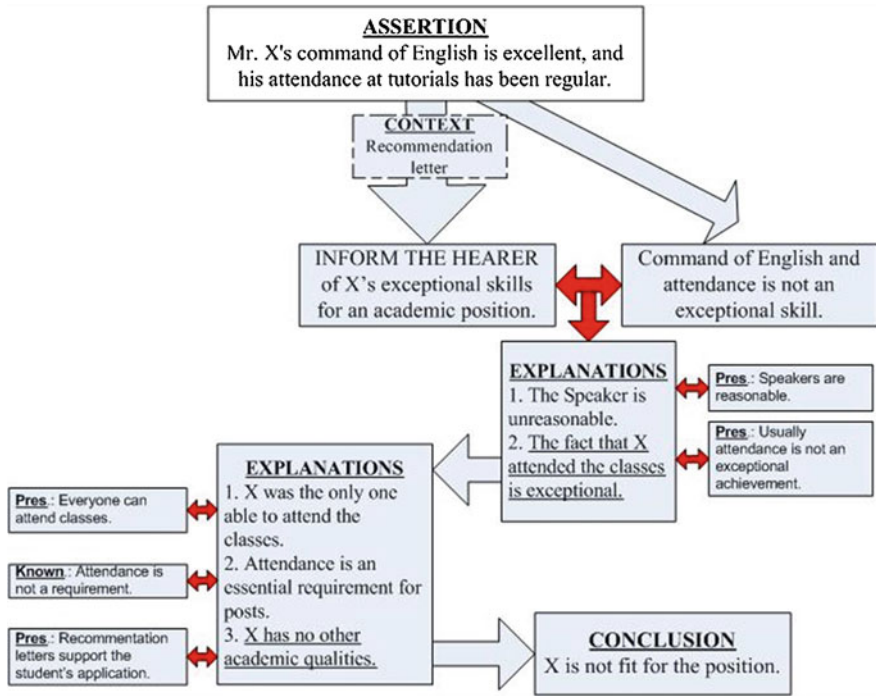 ASSERTION
Mr. X's command of English is excellent, and
his attendance at tutorials has been regular.
CONTEXT
Recommendation
letter
INFORM THE HEARER
of X's exceptional skills
for an academic position.
Command of English and
attendance is not an
exceptional skill.
EXPLANATIONS
1. The Speaker is
unreasonable.
2. The fact that X
attended the classes
is exceptional.
Pres.: Speakers are
reasonable.
Pres.: Usually
attendance is not an
exceptional
achievement.
EXPLANATIONS
1. X was the only one
able to attend the
classes.
2. Attendance is an
essential requirement for
posts.
3. X has no other
academic qualities.
Pres.: Everyone can
attend classes.
Known.: Attendance is
not a requirement.
Pres.: Recommentation
letters support the
student's application.
CONCLUSION
X is not fit for the position.